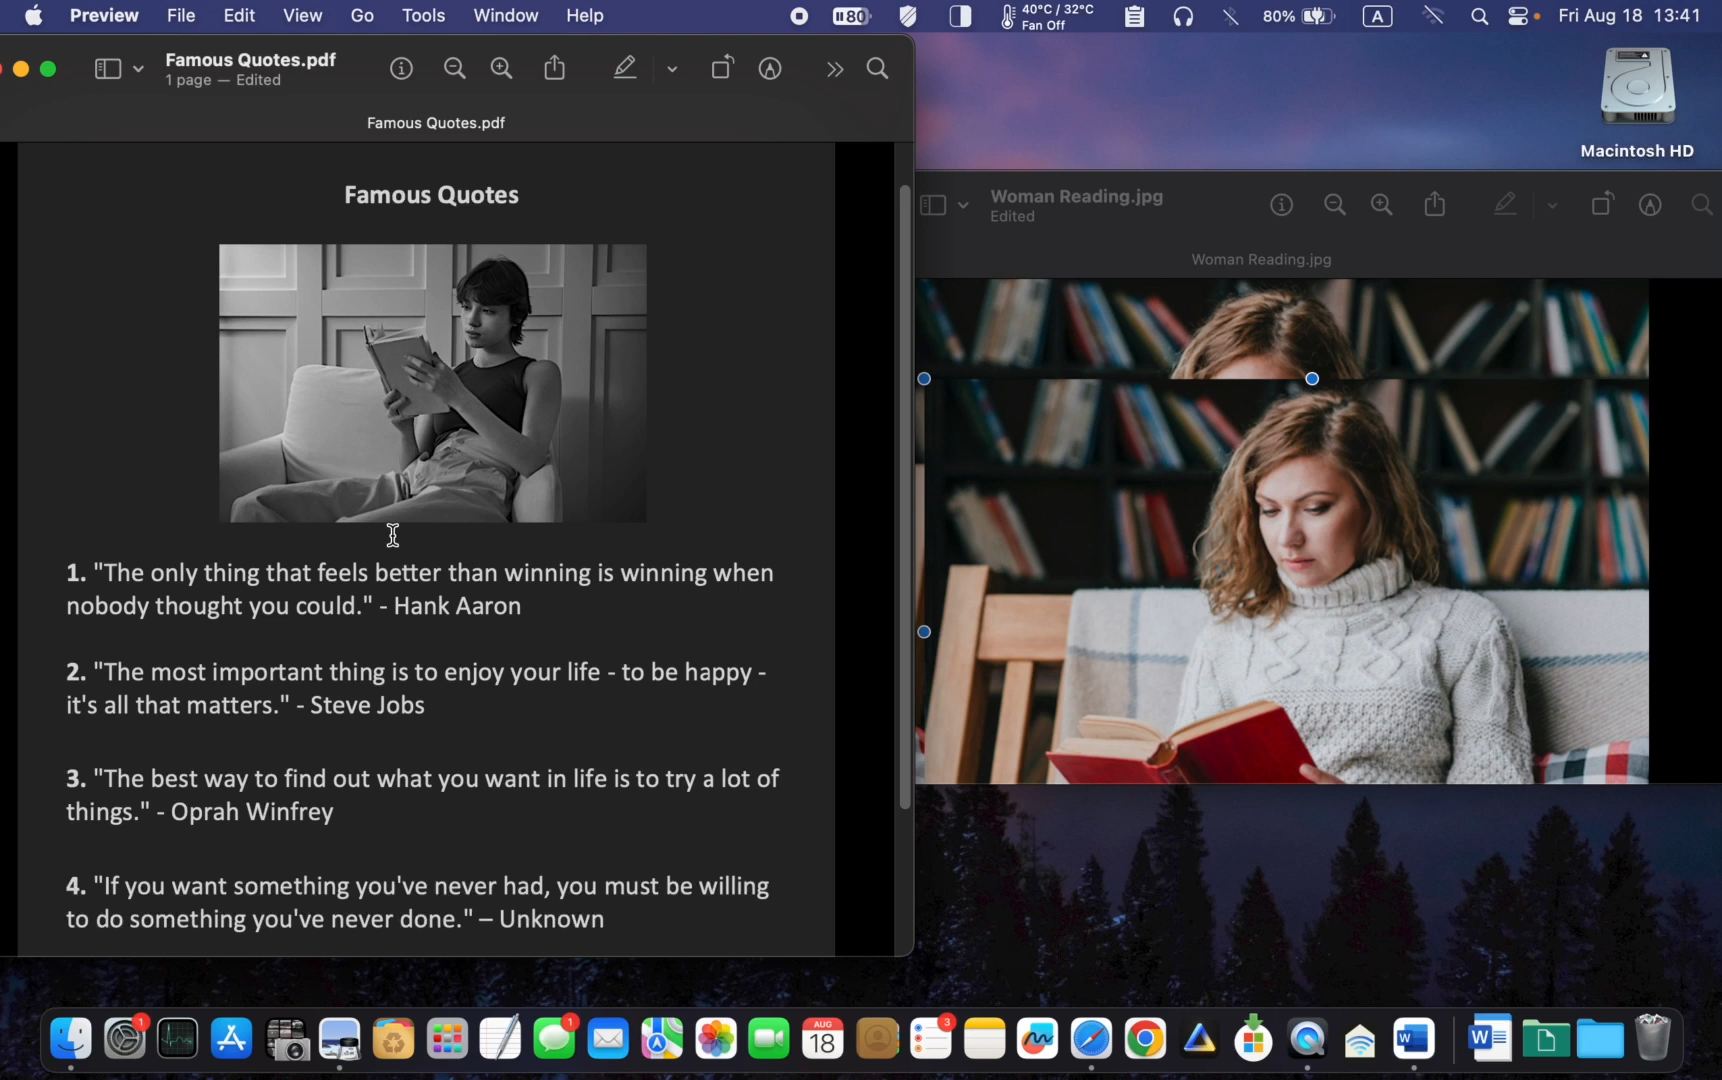 Preview File Edit View Go Tools Window Help 80 40°C / 32°C 80% A Fri Aug 18 13:41
Fan Off
Famous Quotes.pdf
1 page — Edited
Famous Quotes.pdf
Macintosh HD
Woman Reading.jpg
Edited
Woman Reading.jpg
Famous Quotes
1. "The only thing that feels better than winning is winning when
nobody thought you could." - Hank Aaron
2. "The most important thing is to enjoy your life - to be happy -
it's all that matters." - Steve Jobs
3. "The best way to find out what you want in life is to try a lot of
things." - Oprah Winfrey
4. "If you want something you've never had, you must be willing
to do something you've never done." – Unknown
1 1 AUG 3
18 W W